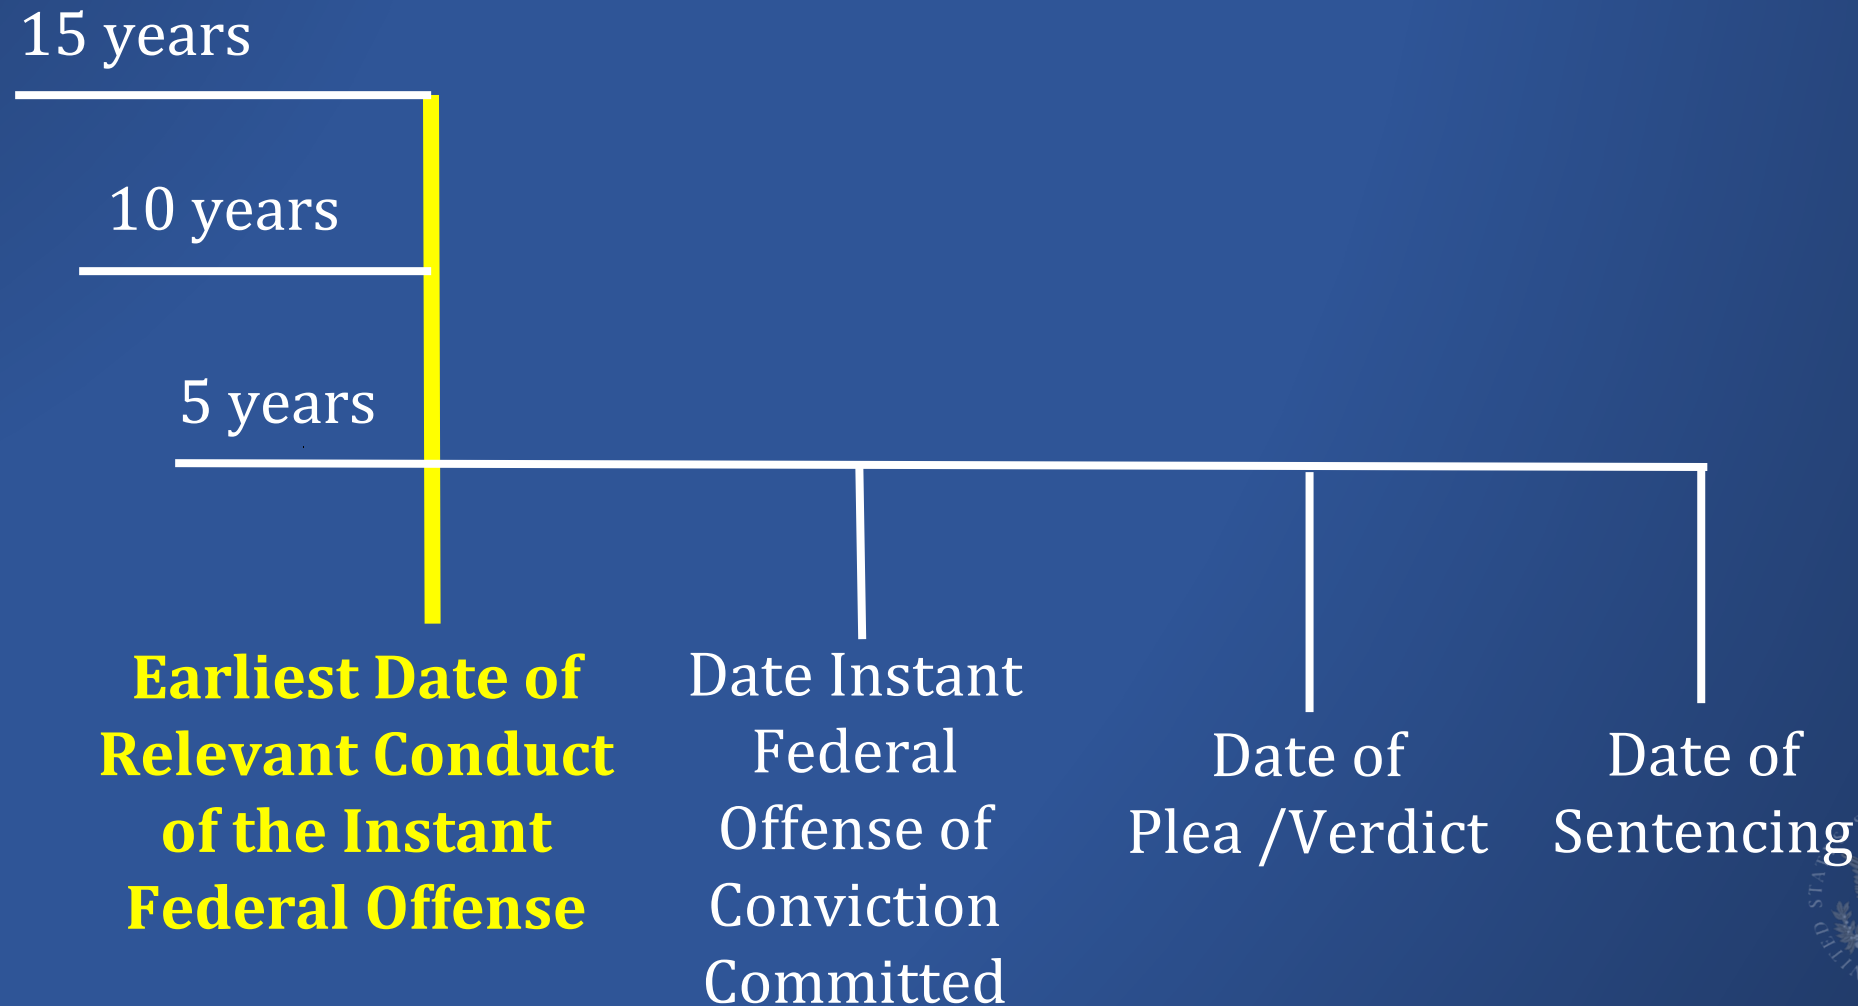 15 years
10 years
5 years
Earliest Date of
Relevant Conduct
of the Instant
Federal Offense
Date Instant
Federal
Offense of
Conviction
Committed
Date of
Plea /Verdict
Date of
Sentencing